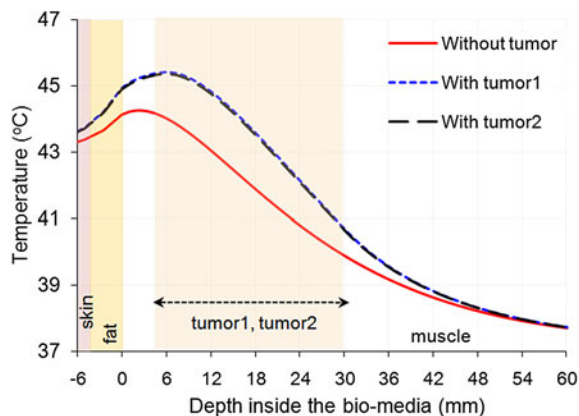 47
45
43
41
39
37
Temperature (ºC)
Without tumor
With tumor1
With tumor2
skin
fat
tumor1, tumor2
muscle
-6 0 6 12 18 24 30 36 42 48 54 60
Depth inside the bio-media (mm)